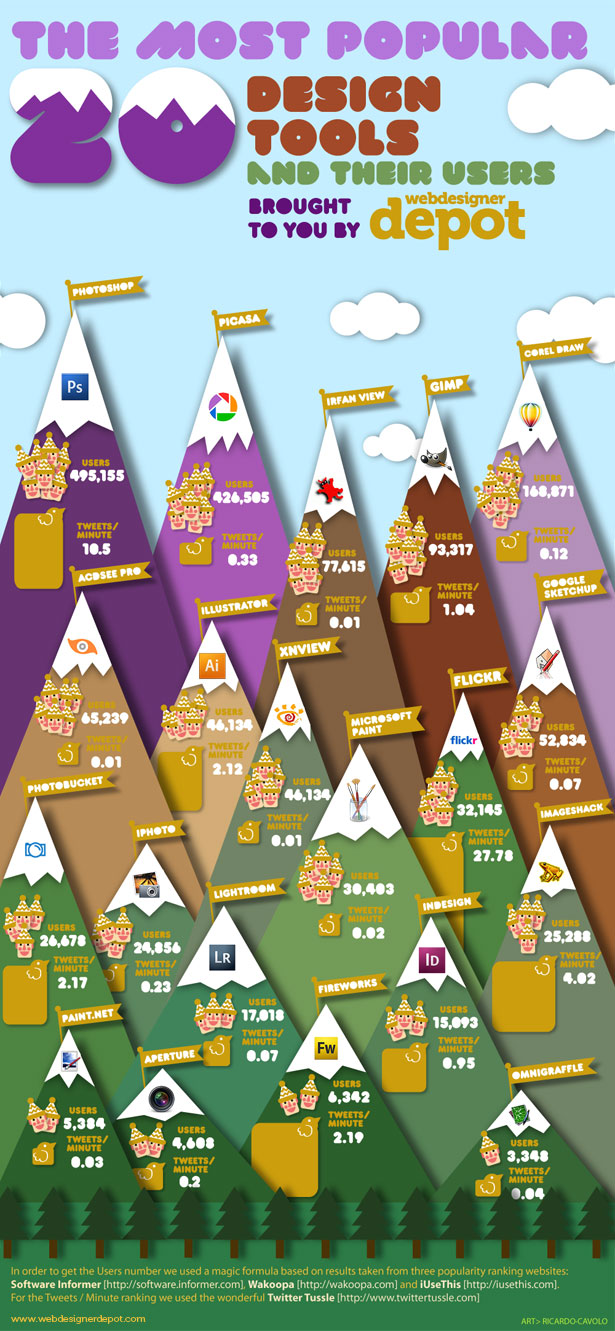 THE MOST POPULAR
20 DESIGN
TOOLS
AND THEIR USERS
BROUGHT
TO YOU BY
webdesigner
depot
PHOTOSHOP
Ps
USERS
495,155
TWEETS/
MINUTE
10.5
PICASA
USERS
426,505
TWEETS/
MINUTE
0.33
IRFAN VIEW
USERS
77,615
TWEETS/
MINUTE
0.01
GIMP
USERS
93,317
TWEETS/
MINUTE
1.04
COREL DRAW
USERS
168,871
TWEETS/
MINUTE
0.12
ACDSEE PRO
USERS
65,239
TWEETS/
MINUTE
0.01
ILLUSTRATOR
Ai
USERS
46,134
TWEETS/
MINUTE
2.12
XNVIEW
USERS
46,134
TWEETS/
MINUTE
0.01
MICROSOFT
PAINT
USERS
30,403
TWEETS/
MINUTE
0.02
FLICKR
flickr
USERS
32,145
TWEETS/
MINUTE
27.78
GOOGLE
SKETCHUP
USERS
52,834
TWEETS/
MINUTE
0.07
PHOTOBUCKET
USERS
26,678
TWEETS/
MINUTE
2.17
IPHOTO
USERS
24,856
TWEETS/
MINUTE
0.23
LIGHTROOM
LR
USERS
17,018
TWEETS/
MINUTE
0.07
INDESIGN
ID
USERS
15,093
TWEETS/
MINUTE
0.95
IMAGESHACK
USERS
25,288
TWEETS/
MINUTE
4.02
PAINT.NET
USERS
5,384
TWEETS/
MINUTE
0.03
APERTURE
USERS
4,608
TWEETS/
MINUTE
0.2
FIREWORKS
Fw
USERS
6,342
TWEETS/
MINUTE
2.19
OMNIGRAFFLE
USERS
3,348
TWEETS/
MINUTE
0.04
In order to get the Users number we used a magic formula based on results taken from three popularity ranking websites:
Software Informer [http://software.informer.com], Wakoopa [http://wakoopa.com] and iUseThis [http://iusethis.com].
For the Tweets / Minute ranking we used the wonderful Twitter Tussle [http://www.twittertussle.com]
www.webdesignerdepot.com
ART> RICARDO-CAVOLO